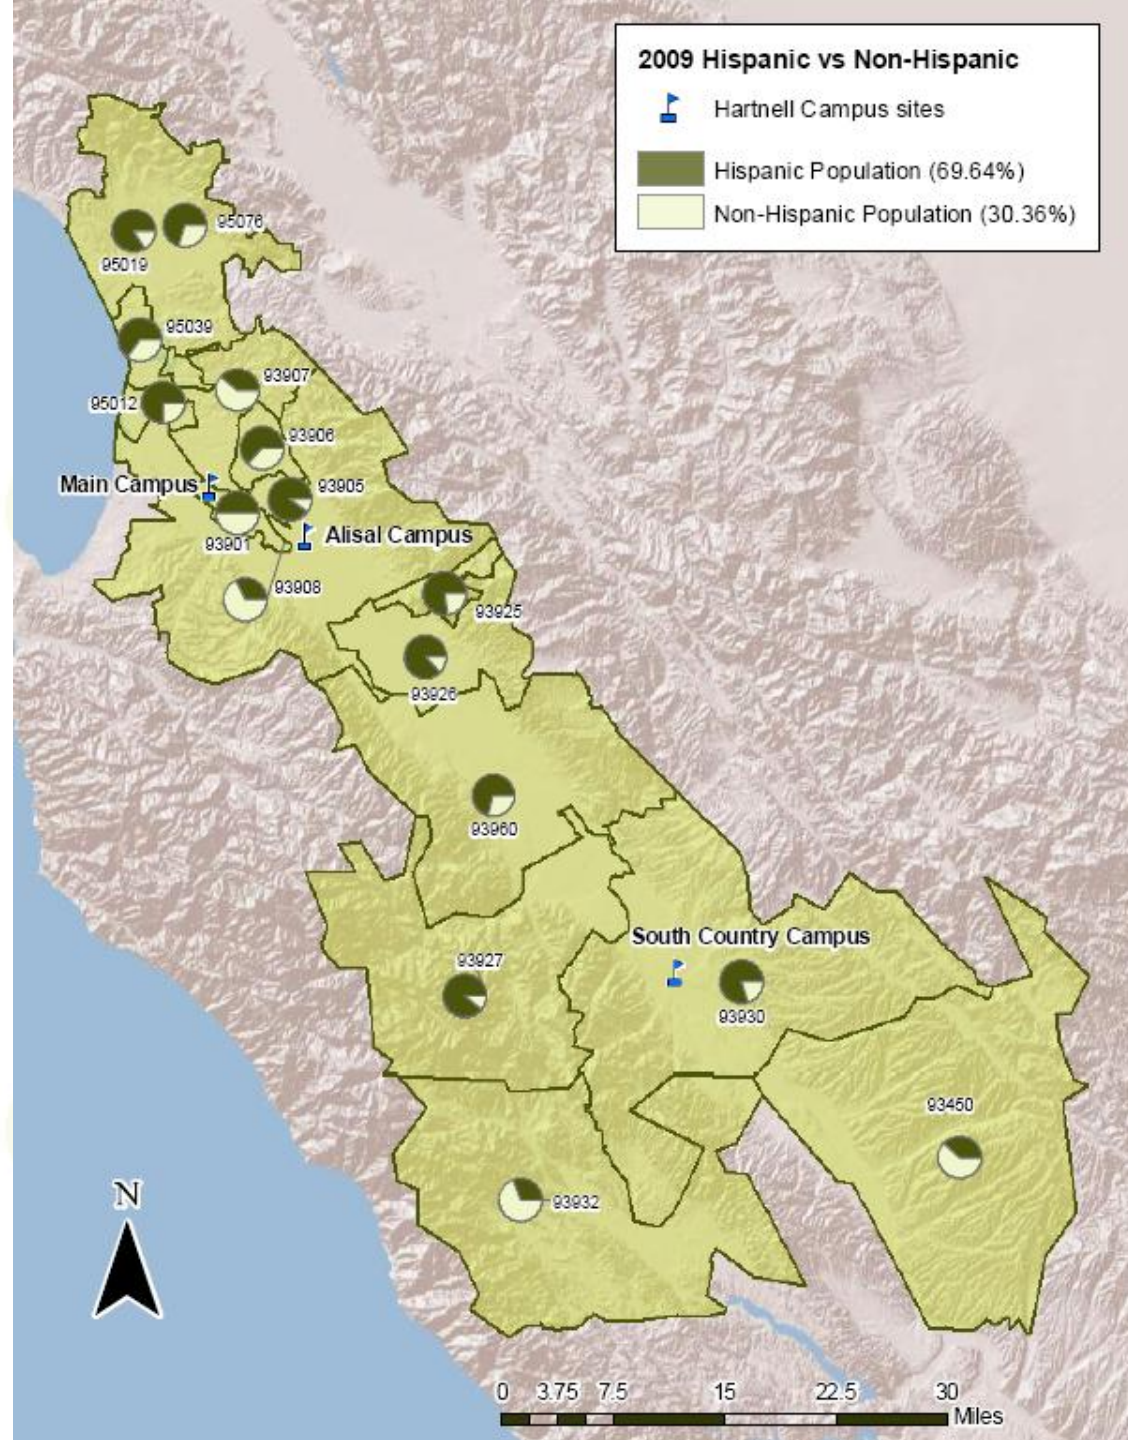 2009 Hispanic vs Non-Hispanic
Hartnell Campus sites
Hispanic Population (69.64%)
Non-Hispanic Population (30.36%)
95076
95019
95039
93907
95012
93906
Main Campus
93905
Alisal Campus
93901
93908
93925
93926
93960
South Country Campus
93927
93930
93450
N
93932
0 3.75 7.5 15 22.5 30
Miles